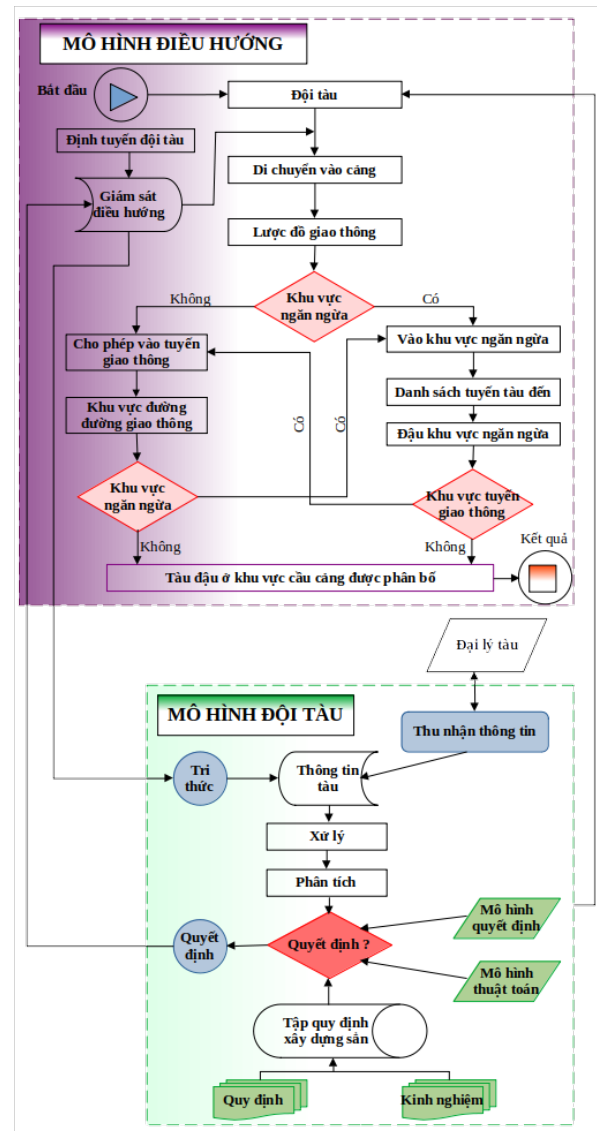 MÔ HÌNH ĐIỀU HƯỚNG
Bắt đầu
Đội tàu
Định tuyến đội tàu
Di chuyển vào cảng
Giám sát
điều hướng
Lược đồ giao thông
Không
Khu vực
ngăn ngừa
Có
Cho phép vào tuyến
giao thông
Vào khu vực ngăn ngừa
Danh sách tuyến tàu đến
Khu vực đường
đường giao thông
Có
Có
Đậu khu vực ngăn ngừa
Khu vực
ngăn ngừa
Khu vực tuyến
giao thông
Không
Không
Kết quả
Tàu đậu ở khu vực cầu cảng được phân bổ
Đại lý tàu
MÔ HÌNH ĐỘI TÀU
Thu nhận thông tin
Tri
thức
Thông tin
tàu
Xử lý
Phân tích
Mô hình
quyết định
Quyết
định
Quyết định ?
Mô hình
thuật toán
Tập quy định
xây dựng sẳn
Quy định
Kinh nghiệm